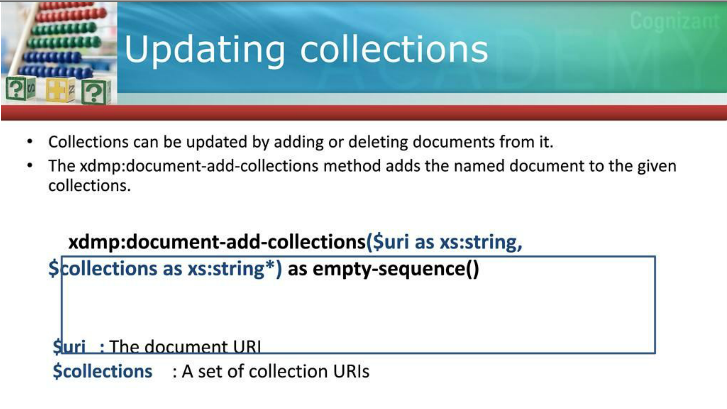 Cognizant
Updating collections
• Collections can be updated by adding or deleting documents from it.
• The xdmp:document-add-collections method adds the named document to the given
collections.
xdmp:document-add-collections($uri as xs:string,
$collections as xs:string*) as empty-sequence()
$uri : The document URI
$collections : A set of collection URIs